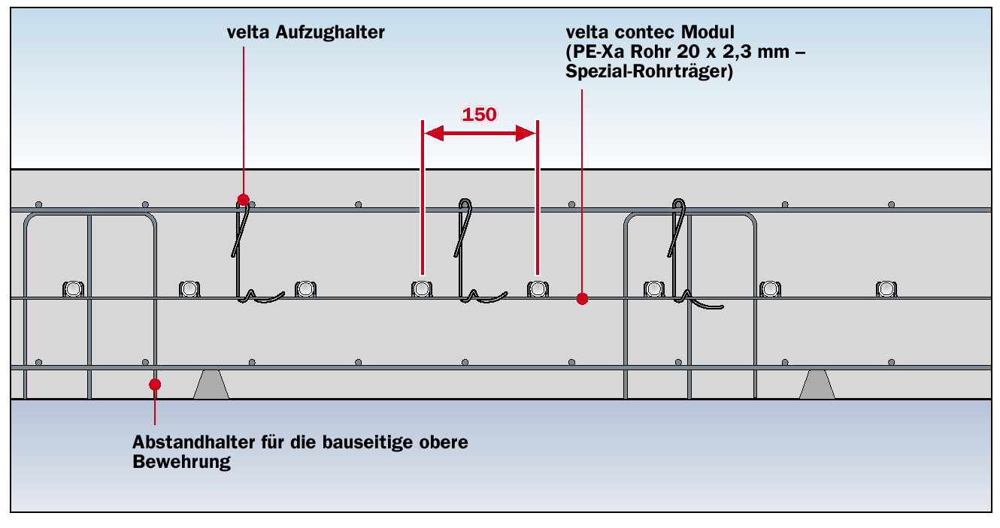 velta Aufzughalter
velta contec Modul
(PE-Xa Rohr 20 x 2,3 mm –
Spezial-Rohrträger)
150
Abstandhalter für die bauseitige obere
Bewehrung